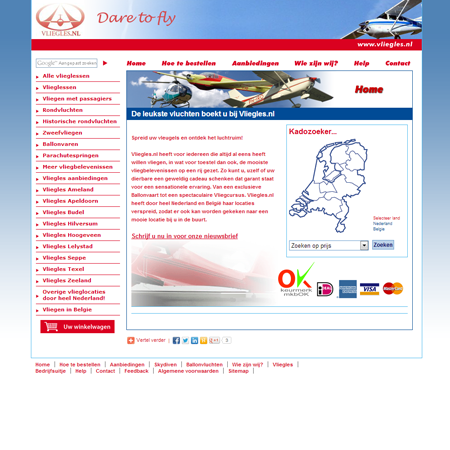 VLIEGLES.NL
Dare to fly
www.vliegles.nl
Google™ Aangepast zoeken
Home Hoe te bestellen Aanbiedingen Wie zijn wij? Help Contact
Home
Alle vlieglessen
Vlieglessen
Vliegen met passagiers
Rondvluchten
Historische rondvluchten
Zweefvliegen
Ballonvaren
Parachutespringen
Meer vliegbelevenissen
Vliegles aanbiedingen
Vliegles Ameland
Vliegles Apeldoorn
Vliegles Budel
Vliegles Hilversum
Vliegles Hoogeveen
Vliegles Lelystad
Vliegles Seppe
Vliegles Texel
Vliegles Zeeland
Overige vlieglocaties
door heel Nederland!
Vliegen in Belgie
Uw winkelwagen
De leukste vluchten boekt u bij Vliegles.nl
Spreid uw vleugels en ontdek het luchtruim!
Vliegles.nl heeft voor iedereen die altijd al eens heeft
willen vliegen, in wat voor toestel dan ook, de mooiste
vliegbelevenissen op een rij gezet. Zo kunt u, uzelf of uw
dierbare een geweldig cadeau schenken dat garant staat
voor een sensationele ervaring. Van een exclusieve
Ballonvaart tot een spectaculaire Vliegcursus. Vliegles.nl
heeft door heel Nederland en België haar locaties
verspreid, zodat er ook kan worden gekeken naar een
mooie locatie bij u in de buurt.
Schrijf u nu in voor onze nieuwsbrief
Kadozoeker...
Selecteer land
Nederland
Belgie
Zoeken op prijs
Zoeken
OK
keurmerk
mkbOK
iDEAL
VISA
MasterCard
Vertel verder
3
Home Hoe te bestellen Aanbiedingen Skydiven Ballonvluchten Wie zijn wij? Vliegles
Bedrijfsuitje Help Contact Feedback Algemene voorwaarden Sitemap